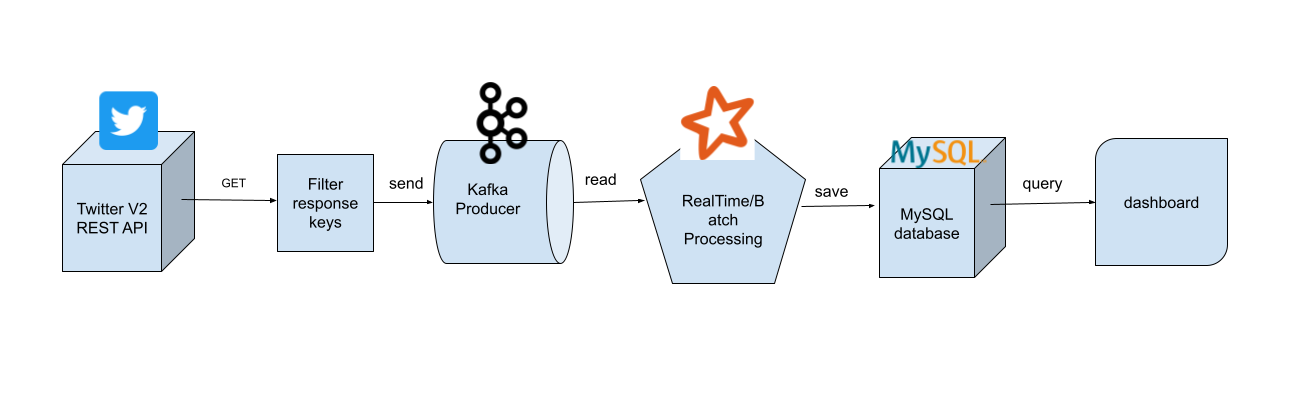 Twitter V2
REST API
GET
Filter
response
keys
send
Kafka
Producer
read
RealTime/B
atch
Processing
save
MySQL
MySQL
database
query
dashboard